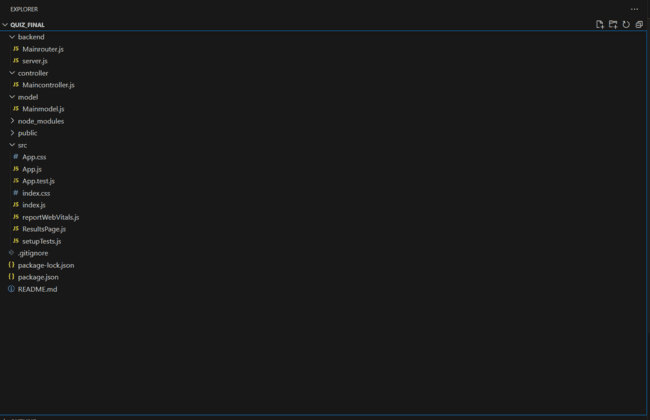 EXPLORER
QUIZ_FINAL
backend
JS Mainrouter.js
JS server.js
controller
JS Maincontroller.js
model
JS Mainmodel.js
node_modules
public
src
# App.css
JS App.js
JS App.test.js
# index.css
JS index.js
JS reportWebVitals.js
JS ResultsPage.js
JS setupTests.js
.gitignore
{} package-lock.json
{} package.json
README.md